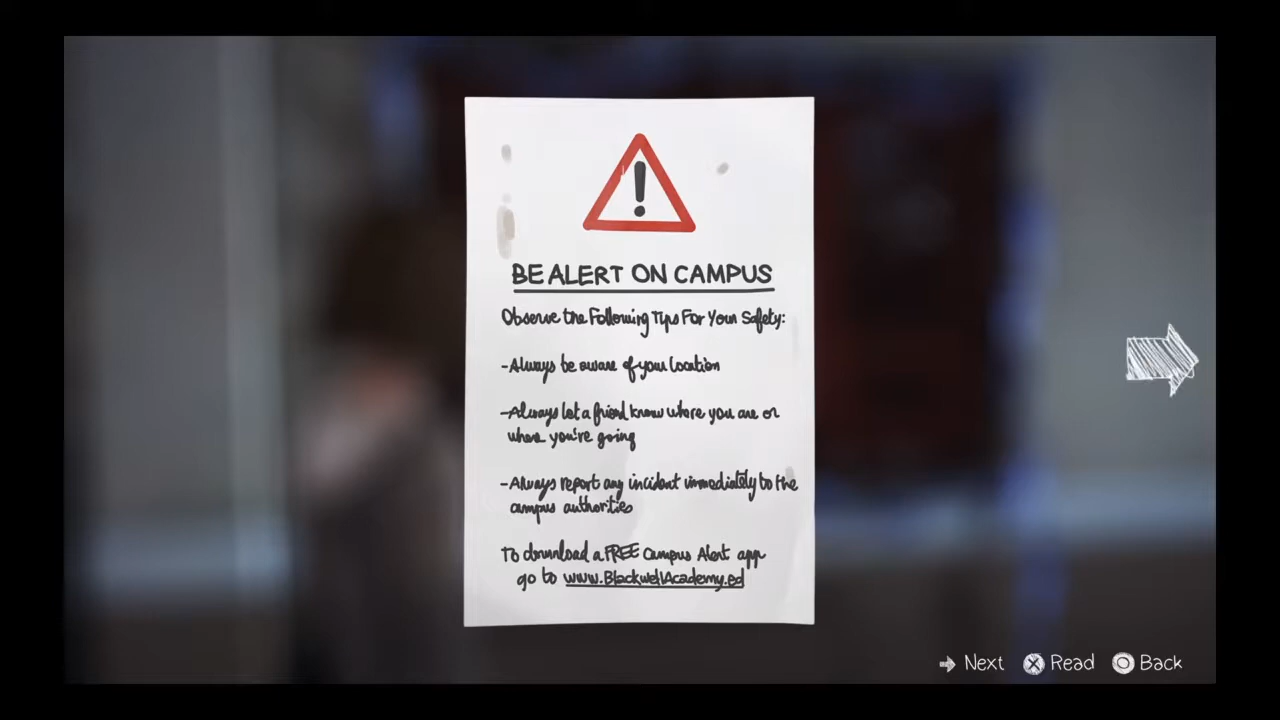 !
BE ALERT ON CAMPUS
Observe the Following Tips For Your Safety:
-Always be aware of your location
-Always let a friend know where you are or
where you're going
-Always report any incident immediately to the
campus authorities
To download a FREE Campus Alert app
go to www.BlackwellAcademy.ed
Next Read Back